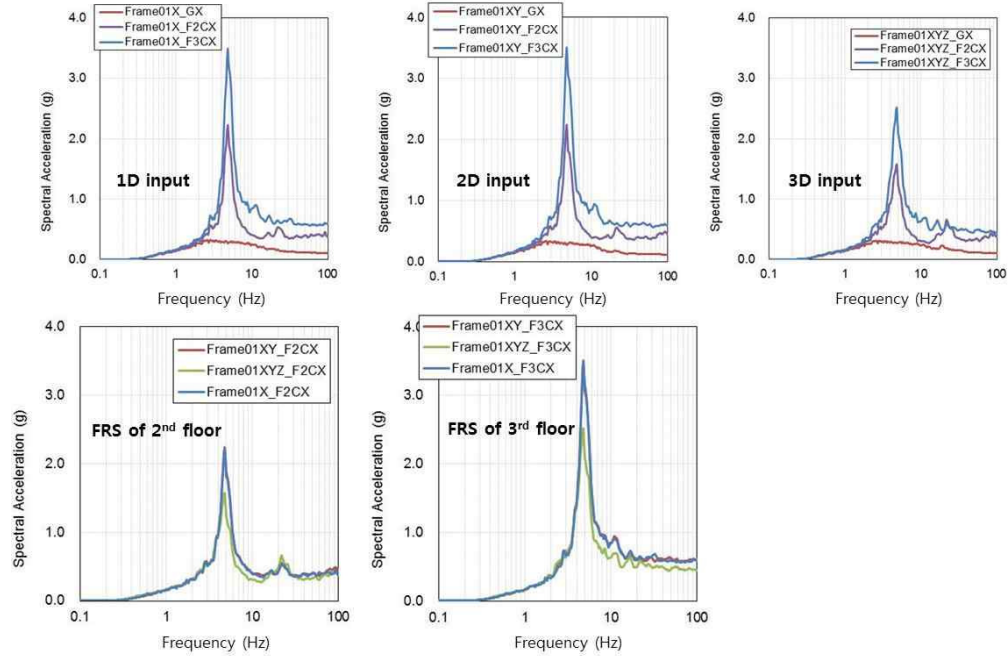 Frame01X_GX
Frame01X_F2CX
Frame01X_F3CX
4.0
3.0
2.0
1.0
0.0
Spectral Acceleration (g)
1D input
0.1
1
10
100
Frequency (Hz)
Frame01XY_GX
Frame01XY_F2CX
Frame01XY_F3CX
4.0
3.0
2.0
1.0
0.0
Spectral Acceleration (g)
2D input
0.1
1
10
100
Frequency (Hz)
Frame01XYZ_GX
Frame01XYZ_F2CX
Frame01XYZ_F3CX
4.0
3.0
2.0
1.0
0.0
Spectral Acceleration (g)
3D input
0.1
1
10
100
Frequency (Hz)
Frame01XY_F2CX
Frame01XYZ_F2CX
Frame01X_F2CX
4.0
3.0
2.0
1.0
0.0
Spectral Acceleration (g)
FRS of 2nd floor
0.1
1
10
100
Frequency (Hz)
Frame01XY_F3CX
Frame01XYZ_F3CX
Frame01X_F3CX
4.0
3.0
2.0
1.0
0.0
Spectral Acceleration (g)
FRS of 3rd floor
0.1
1
10
100
Frequency (Hz)